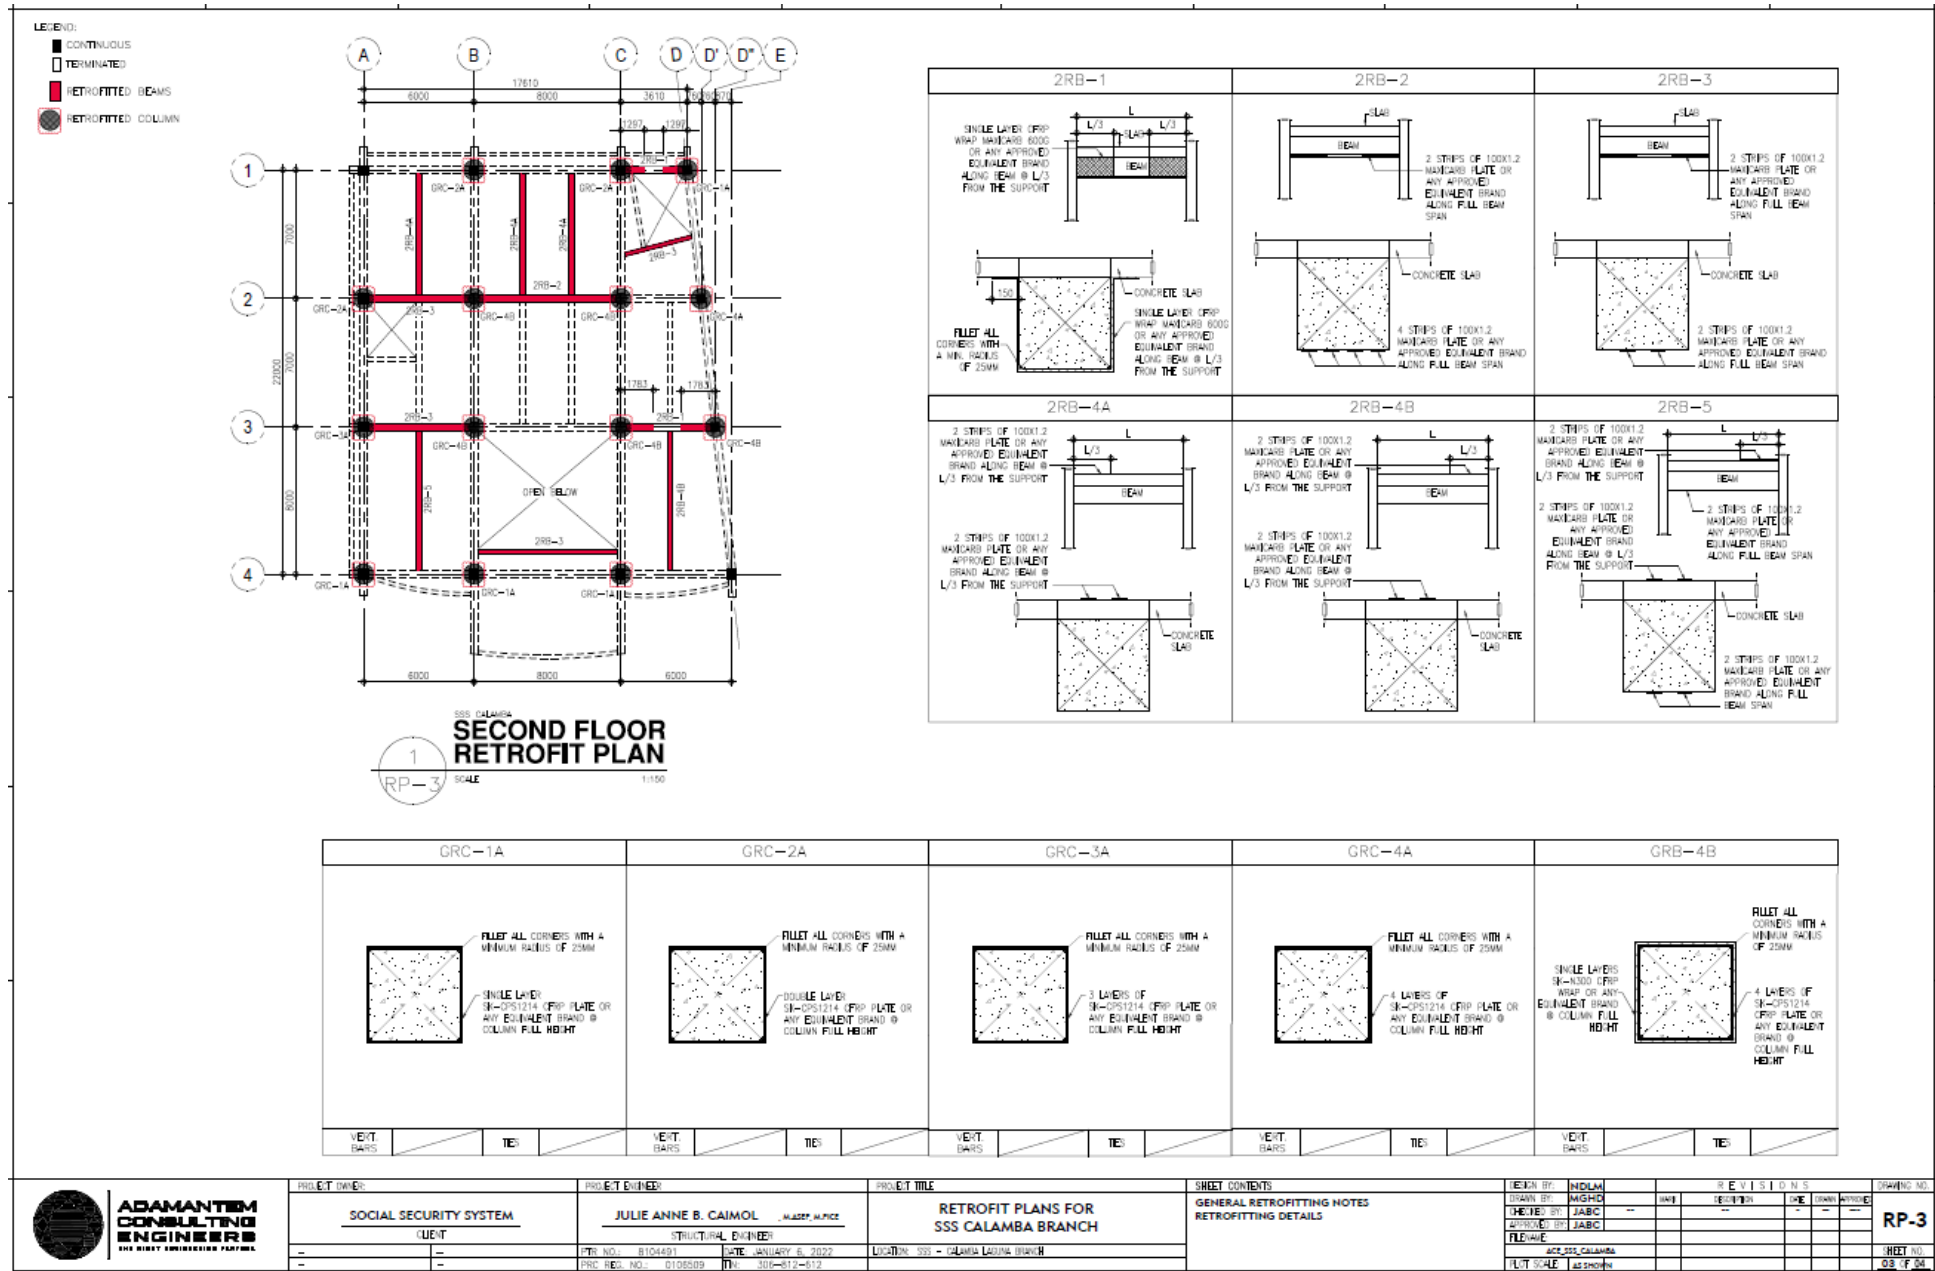 LEGEND:
CONTINUOUS
TERMINATED
RETROFITTED BEAMS
RETROFITTED COLUMN
A
B
C
D
D'
D"
E
17610
6000
8000
3610
760
760
870
1297
1297
1
2RB-1
GRC-2A
GRC-2A
GRC-1A
7000
2RB-4A
2RB-4A
2RB-4A
2RB-3
2
2RB-2
GRC-2A
2RB-3
GRC-4B
GRC-4B
GRC-4A
22000
7000
1783
1783
3
2RB-3
2RB-1
GRC-3A
GRC-4B
GRC-4B
GRC-4B
8000
2RB-5
OPEN BELOW
2RB-4B
2RB-3
4
GRC-1A
GRC-1A
GRC-1A
6000
8000
6000
SSS CALAMBA
SECOND FLOOR
RETROFIT PLAN
1
RP-3
SCALE
1:150
2RB-1
L
L/3
L/3
SLAB
SINGLE LAYER CFRP
WRAP MAXICARB 600G
OR ANY APPROVED
EQUIVALENT BRAND
ALONG BEAM @ L/3
FROM THE SUPPORT
BEAM
150
CONCRETE SLAB
FILLET ALL
CORNERS WITH
A MIN. RADIUS
OF 25MM
SINGLE LAYER CFRP
WRAP MAXICARB 600G
OR ANY APPROVED
EQUIVALENT BRAND
ALONG BEAM @ L/3
FROM THE SUPPORT
2RB-2
SLAB
BEAM
2 STRIPS OF 100X1.2
MAXICARB PLATE OR
ANY APPROVED
EQUIVALENT BRAND
ALONG FULL BEAM
SPAN
CONCRETE SLAB
4 STRIPS OF 100X1.2
MAXICARB PLATE OR ANY
APPROVED EQUIVALENT BRAND
ALONG FULL BEAM SPAN
2RB-3
SLAB
BEAM
2 STRIPS OF 100X1.2
MAXICARB PLATE OR
ANY APPROVED
EQUIVALENT BRAND
ALONG FULL BEAM
SPAN
CONCRETE SLAB
2 STRIPS OF 100X1.2
MAXICARB PLATE OR ANY
APPROVED EQUIVALENT BRAND
ALONG FULL BEAM SPAN
2RB-4A
2 STRIPS OF 100X1.2
MAXICARB PLATE OR ANY
APPROVED EQUIVALENT
BRAND ALONG BEAM @
L/3 FROM THE SUPPORT
L
L/3
BEAM
2 STRIPS OF 100X1.2
MAXICARB PLATE OR ANY
APPROVED EQUIVALENT
BRAND ALONG BEAM @
L/3 FROM THE SUPPORT
CONCRETE
SLAB
2RB-4B
2 STRIPS OF 100X1.2
MAXICARB PLATE OR ANY
APPROVED EQUIVALENT
BRAND ALONG BEAM @
L/3 FROM THE SUPPORT
L
L/3
BEAM
2 STRIPS OF 100X1.2
MAXICARB PLATE OR ANY
APPROVED EQUIVALENT
BRAND ALONG BEAM @
L/3 FROM THE SUPPORT
CONCRETE
SLAB
2RB-5
2 STRIPS OF 100X1.2
MAXICARB PLATE OR ANY
APPROVED EQUIVALENT
BRAND ALONG BEAM @
L/3 FROM THE SUPPORT
L
L/3
BEAM
2 STRIPS OF 100X1.2
MAXICARB PLATE OR
ANY APPROVED
EQUIVALENT BRAND
ALONG BEAM @ L/3
FROM THE SUPPORT
2 STRIPS OF 100X1.2
MAXICARB PLATE OR
ANY APPROVED
EQUIVALENT BRAND
ALONG FULL BEAM SPAN
CONCRETE SLAB
2 STRIPS OF 100X1.2
MAXICARB PLATE OR ANY
APPROVED EQUIVALENT
BRAND ALONG FULL
BEAM SPAN
GRC-1A
FILLET ALL CORNERS WITH A
MINIMUM RADIUS OF 25MM
SINGLE LAYER
SK-CPS1214 CFRP PLATE OR
ANY EQUIVALENT BRAND @
COLUMN FULL HEIGHT
VERT. BARS
TIES
GRC-2A
FILLET ALL CORNERS WITH A
MINIMUM RADIUS OF 25MM
DOUBLE LAYER
SK-CPS1214 CFRP PLATE OR
ANY EQUIVALENT BRAND @
COLUMN FULL HEIGHT
VERT. BARS
TIES
GRC-3A
FILLET ALL CORNERS WITH A
MINIMUM RADIUS OF 25MM
3 LAYERS OF
SK-CPS1214 CFRP PLATE OR
ANY EQUIVALENT BRAND @
COLUMN FULL HEIGHT
VERT. BARS
TIES
GRC-4A
FILLET ALL CORNERS WITH A
MINIMUM RADIUS OF 25MM
4 LAYERS OF
SK-CPS1214 CFRP PLATE OR
ANY EQUIVALENT BRAND @
COLUMN FULL HEIGHT
VERT. BARS
TIES
GRB-4B
FILLET ALL
CORNERS WITH A
MINIMUM RADIUS
OF 25MM
SINGLE LAYERS
SK-N300 CFRP
WRAP OR ANY
EQUIVALENT BRAND
@ COLUMN FULL
HEIGHT
4 LAYERS OF
SK-CPS1214
CFRP PLATE OR
ANY EQUIVALENT
BRAND @
COLUMN FULL
HEIGHT
VERT. BARS
TIES
ADAMANTEM
CONSULTING
ENGINEERS
PROJECT OWNER:
SOCIAL SECURITY SYSTEM
CLIENT
PROJECT ENGINEER
JULIE ANNE B. CAIMOL , M.ASEP, M.PICE
STRUCTURAL ENGINEER
PTR NO.: 8104491
DATE: JANUARY 6, 2022
PRC REG. NO.: 0106509
TIN: 306-812-612
PROJECT TITLE
RETROFIT PLANS FOR
SSS CALAMBA BRANCH
LOCATION: SSS - CALAMBA LAGUNA BRANCH
SHEET CONTENTS
GENERAL RETROFITTING NOTES
RETROFITTING DETAILS
DESIGN BY: NDLM
DRAWN BY: MGHD
CHECKED BY: JABC
APPROVED BY: JABC
FILENAME:
ACE_SSS_CALAMBA
PLOT SCALE: AS SHOWN
REVISIONS
MARK DESCRIPTION DATE DRAWN APPROVED
DRAWING NO.
RP-3
SHEET NO.
03 OF 04